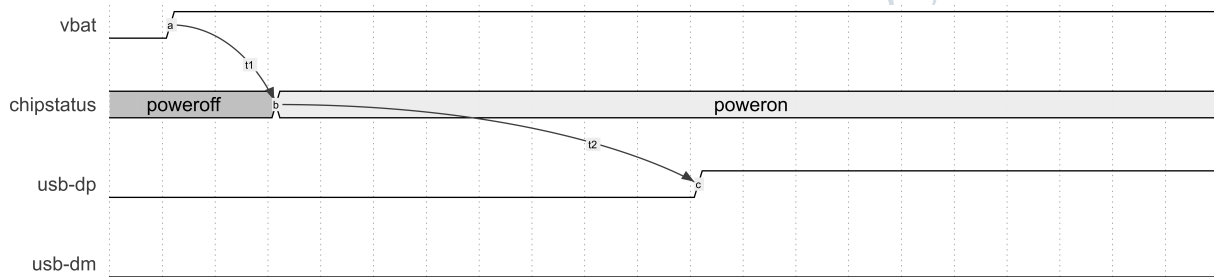 vbat a
t1
chipstatus poweroff b poweron
t2
usb-dp c
usb-dm